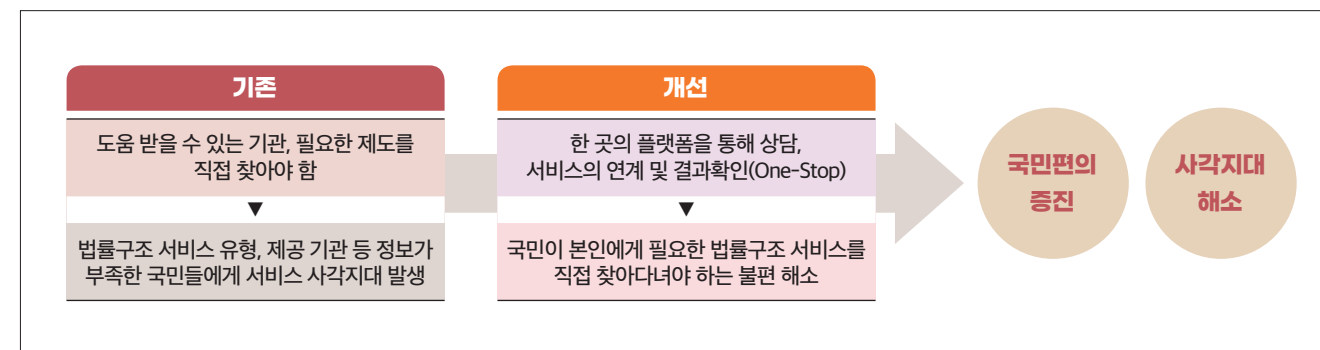 기존
도움 받을 수 있는 기관, 필요한 제도를
직접 찾아야 함
▼
법률구조 서비스 유형, 제공 기관 등 정보가
부족한 국민들에게 서비스 사각지대 발생
개선
한 곳의 플랫폼을 통해 상담,
서비스의 연계 및 결과확인(One-Stop)
▼
국민이 본인에게 필요한 법률구조 서비스를
직접 찾아다녀야 하는 불편 해소
국민편의
증진
사각지대
해소